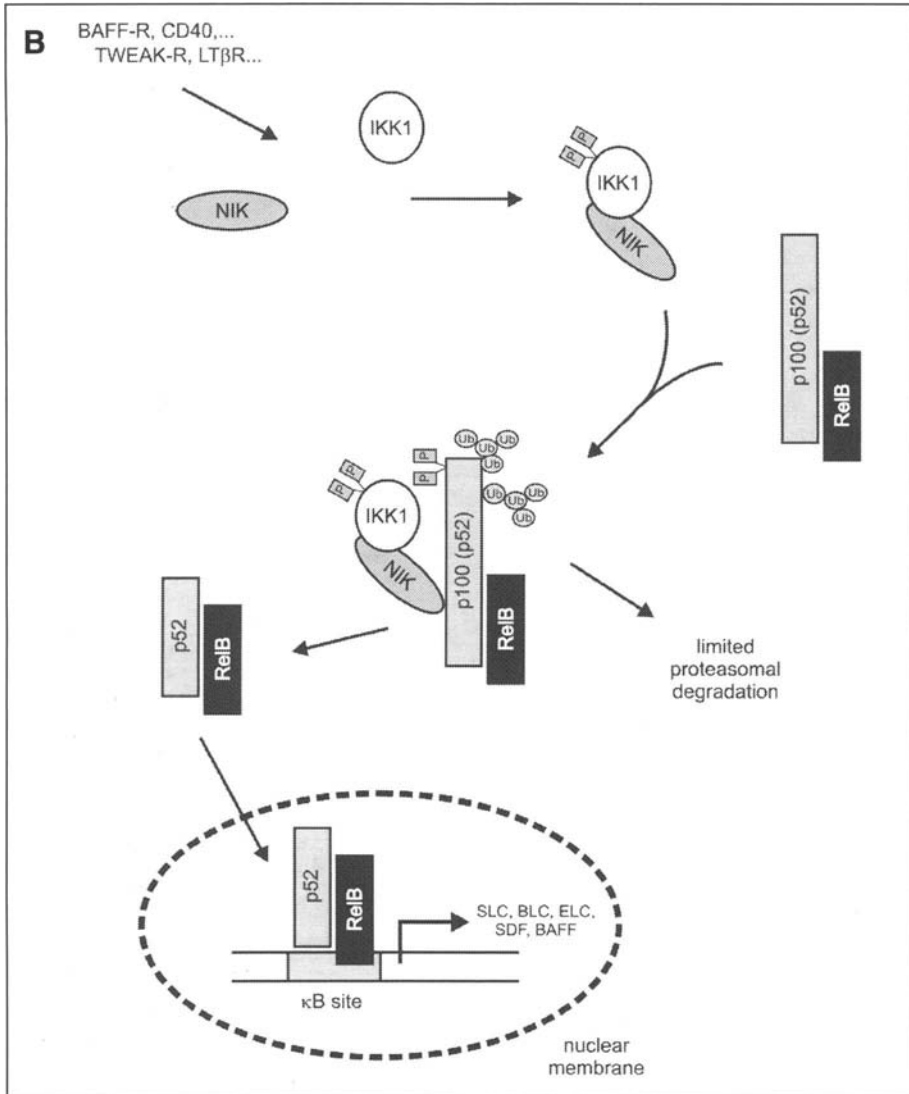 B
BAFF-R, CD40,...
TWEAK-R, LTβR...
IKK1
NIK
P
P
IKK1
NIK
p100 (p52)
RelB
P
P
IKK1
NIK
P
P
Ub
Ub
Ub
Ub
Ub
Ub
Ub
Ub
p100 (p52)
RelB
limited
proteasomal
degradation
p52
RelB
p52
RelB
SLC, BLC, ELC,
SDF, BAFF
κB site
nuclear
membrane